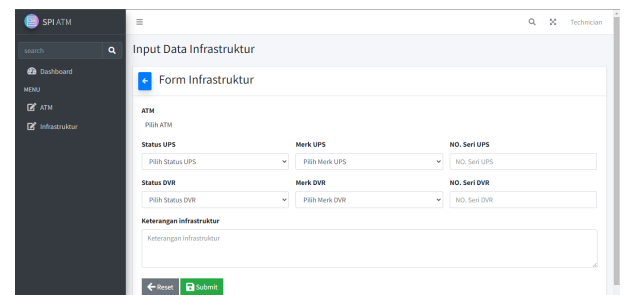 SPI ATM
Technician
search
Dashboard
MENU
ATM
Infrastruktur
Input Data Infrastruktur
Form Infrastruktur
ATM
Pilih ATM
Status UPS Merk UPS NO. Seri UPS
Pilih Status UPS Pilih Merk UPS NO. Seri UPS
Status DVR Merk DVR NO. Seri DVR
Pilih Status DVR Pilih Merk DVR NO. Seri DVR
Keterangan infrastruktur
Keterangan Infrastruktur
Reset Submit